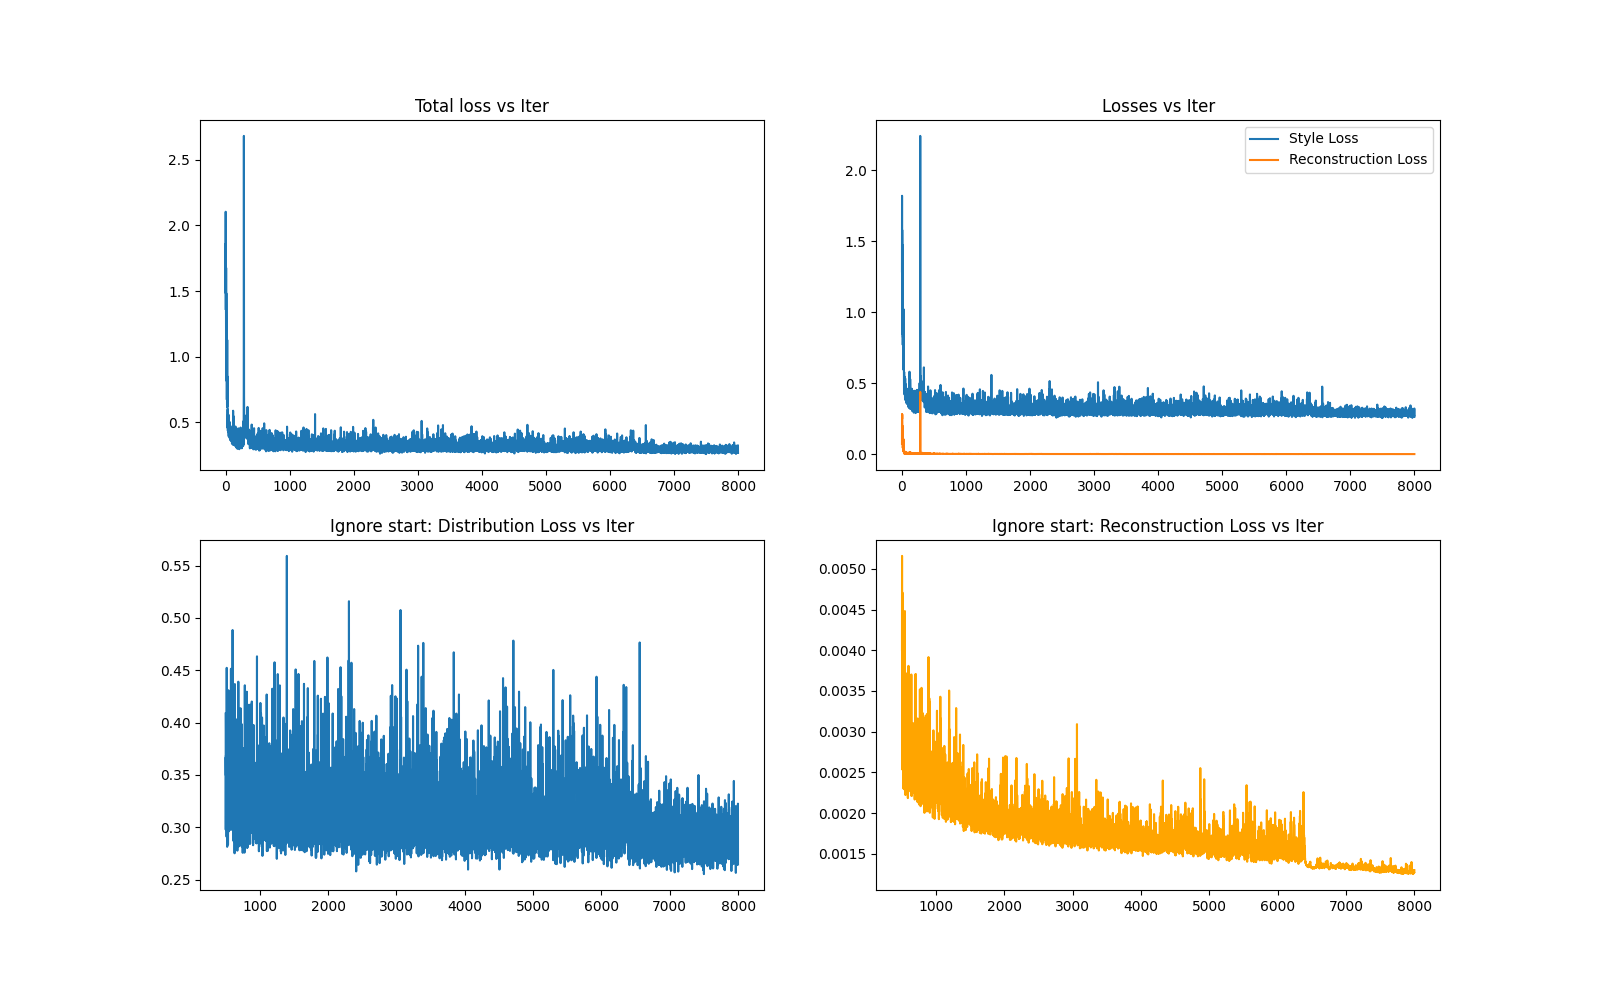 Total loss vs Iter
2.5
2.0
1.5
1.0
0.5
0 1000 2000 3000 4000 5000 6000 7000 8000
Losses vs Iter
Style Loss
Reconstruction Loss
2.0
1.5
1.0
0.5
0.0
0 1000 2000 3000 4000 5000 6000 7000 8000
Ignore start: Distribution Loss vs Iter
0.55
0.50
0.45
0.40
0.35
0.30
0.25
1000 2000 3000 4000 5000 6000 7000 8000
Ignore start: Reconstruction Loss vs Iter
0.0050
0.0045
0.0040
0.0035
0.0030
0.0025
0.0020
0.0015
1000 2000 3000 4000 5000 6000 7000 8000